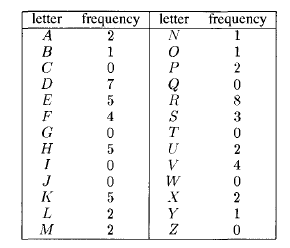 letter frequency letter frequency
A 2 N 1
B 1 O 1
C 0 P 2
D 7 Q 0
E 5 R 8
F 4 S 3
G 0 T 0
H 5 U 2
I 0 V 4
J 0 W 0
K 5 X 2
L 2 Y 1
M 2 Z 0